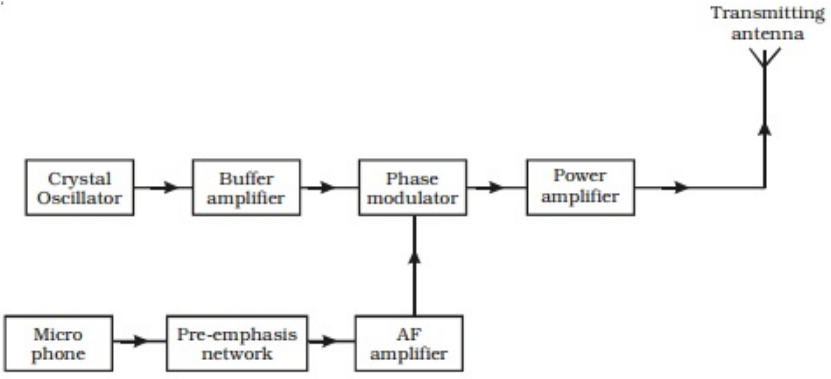 Transmitting
antenna
Crystal
Oscillator
Buffer
amplifier
Phase
modulator
Power
amplifier
Micro
phone
Pre-emphasis
network
AF
amplifier